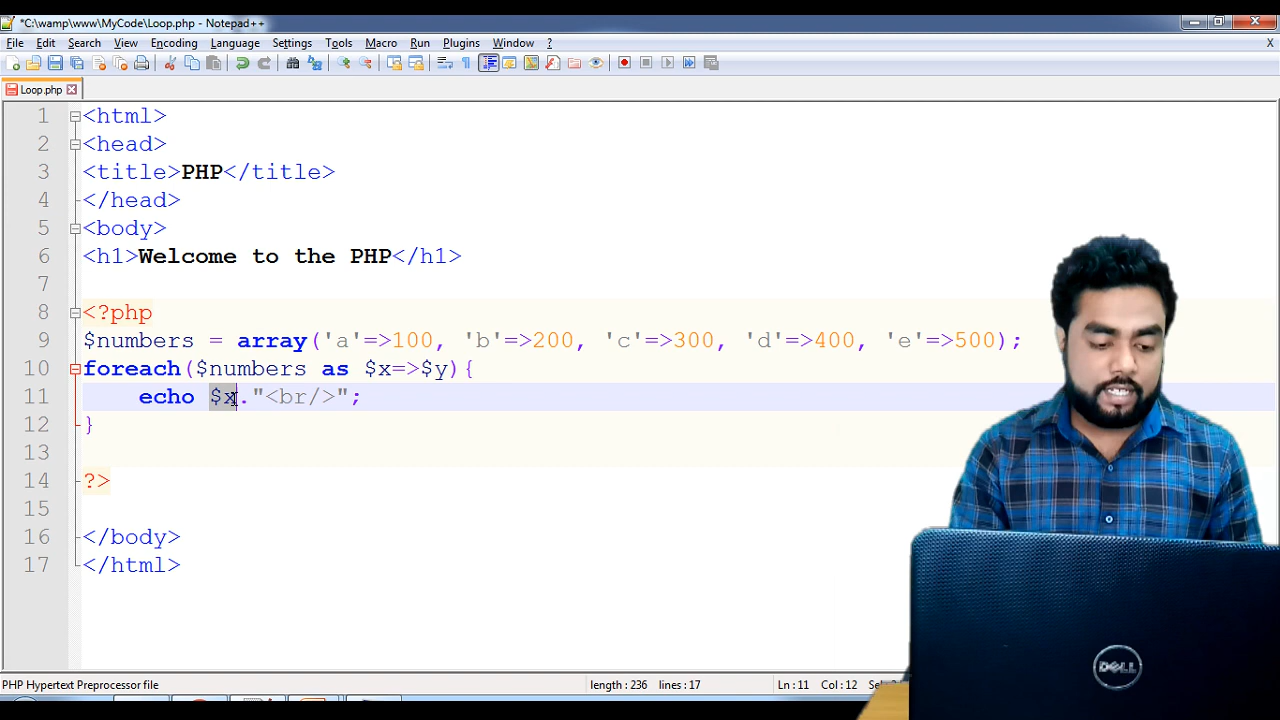 *C:\wamp\www\MyCode\Loop.php - Notepad++
File Edit Search View Encoding Language Settings Tools Macro Run Plugins Window ? X
Loop.php
1 <html>
2 <head>
3 <title>PHP</title>
4 </head>
5 <body>
6 <h1>Welcome to the PHP</h1>
7
8 <?php
9 $numbers = array('a'=>100, 'b'=>200, 'c'=>300, 'd'=>400, 'e'=>500);
10 foreach($numbers as $x=>$y){
11 echo $x."<br/>";
12 }
13
14 ?>
15
16 </body>
17 </html>
DELL
PHP Hypertext Preprocessor file length : 236 lines : 17 Ln : 11 Col : 12